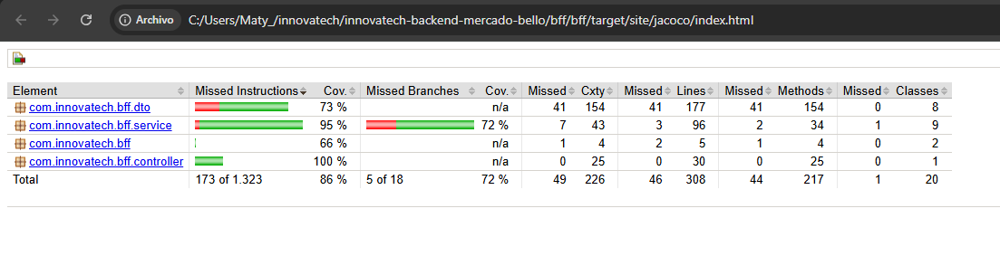 Archivo C:/Users/Maty_/innovatech/innovatech-backend-mercado-bello/bff/bff/target/site/jacoco/index.html
Element Missed Instructions Cov. Missed Branches Cov. Missed Cxty Missed Lines Missed Methods Missed Classes
com.innovatech.bff.dto 73 % n/a 41 154 41 177 41 154 0 8
com.innovatech.bff.service 95 % 72 % 7 43 3 96 2 34 1 9
com.innovatech.bff 66 % n/a 1 4 2 5 1 4 0 2
com.innovatech.bff.controller 100 % n/a 0 25 0 30 0 25 0 1
Total 173 of 1.323 86 % 5 of 18 72 % 49 226 46 308 44 217 1 20